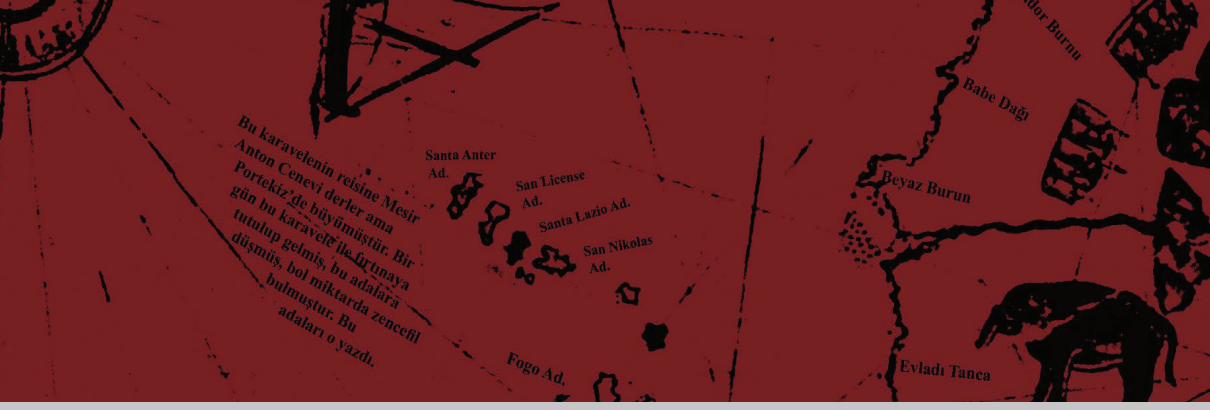 Bu karavelenin reisine Mesir
Anton Cenevi derler ama
Portekiz'de büyümüştür. Bir
gün bu karavele ile fırtınaya
tutulup gelmiş, bu adalara
düşmüş, bol miktarda zencefil
bulmuştur. Bu
adaları o yazdı.
Santa Anter
Ad.
San License
Ad.
Santa Lazio Ad.
San Nikolas
Ad.
Fogo Ad.
Burnu
Babe Dağı
Beyaz Burun
Evladı Tanca